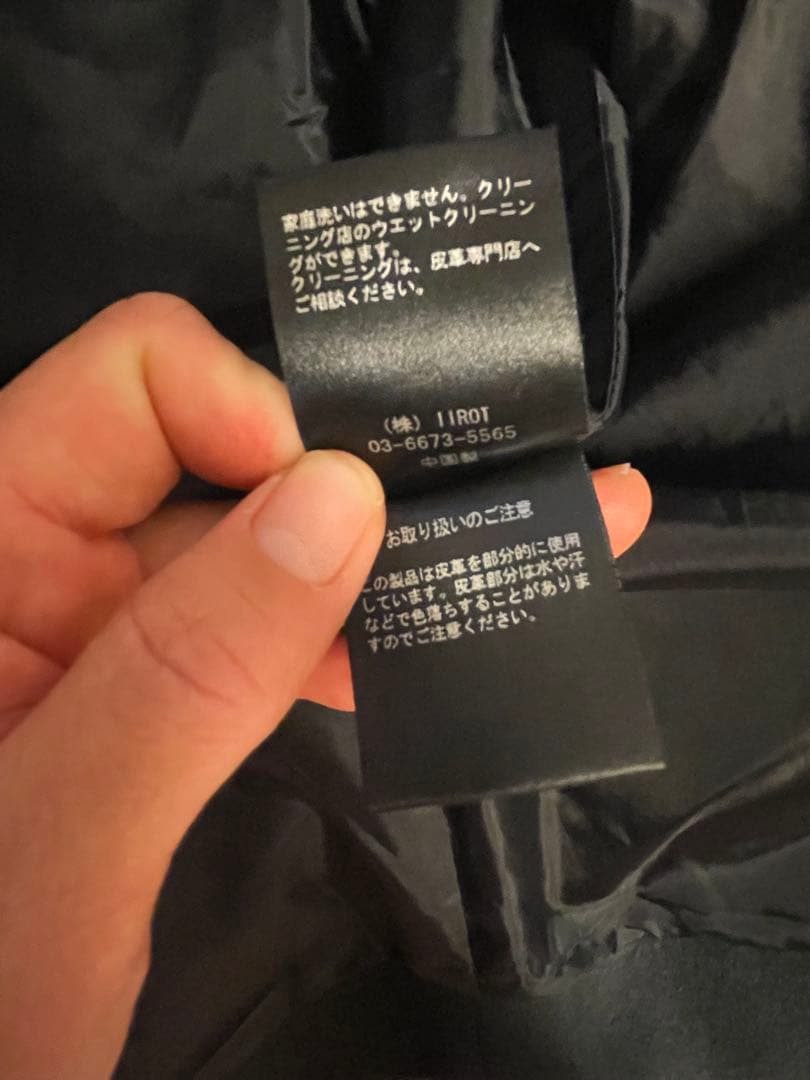 家庭洗いはできません。クリー
ニング店のウエットクリーニン
グができます。
クリーニングは、皮革専門店へ
ご相談ください。
(株) IIROT
03-6673-5565
中国製
お取り扱いのご注意
この製品は皮革を部分的に使用
しています。皮革部分は水や汗
などで色落ちすることがありま
すのでご注意ください。